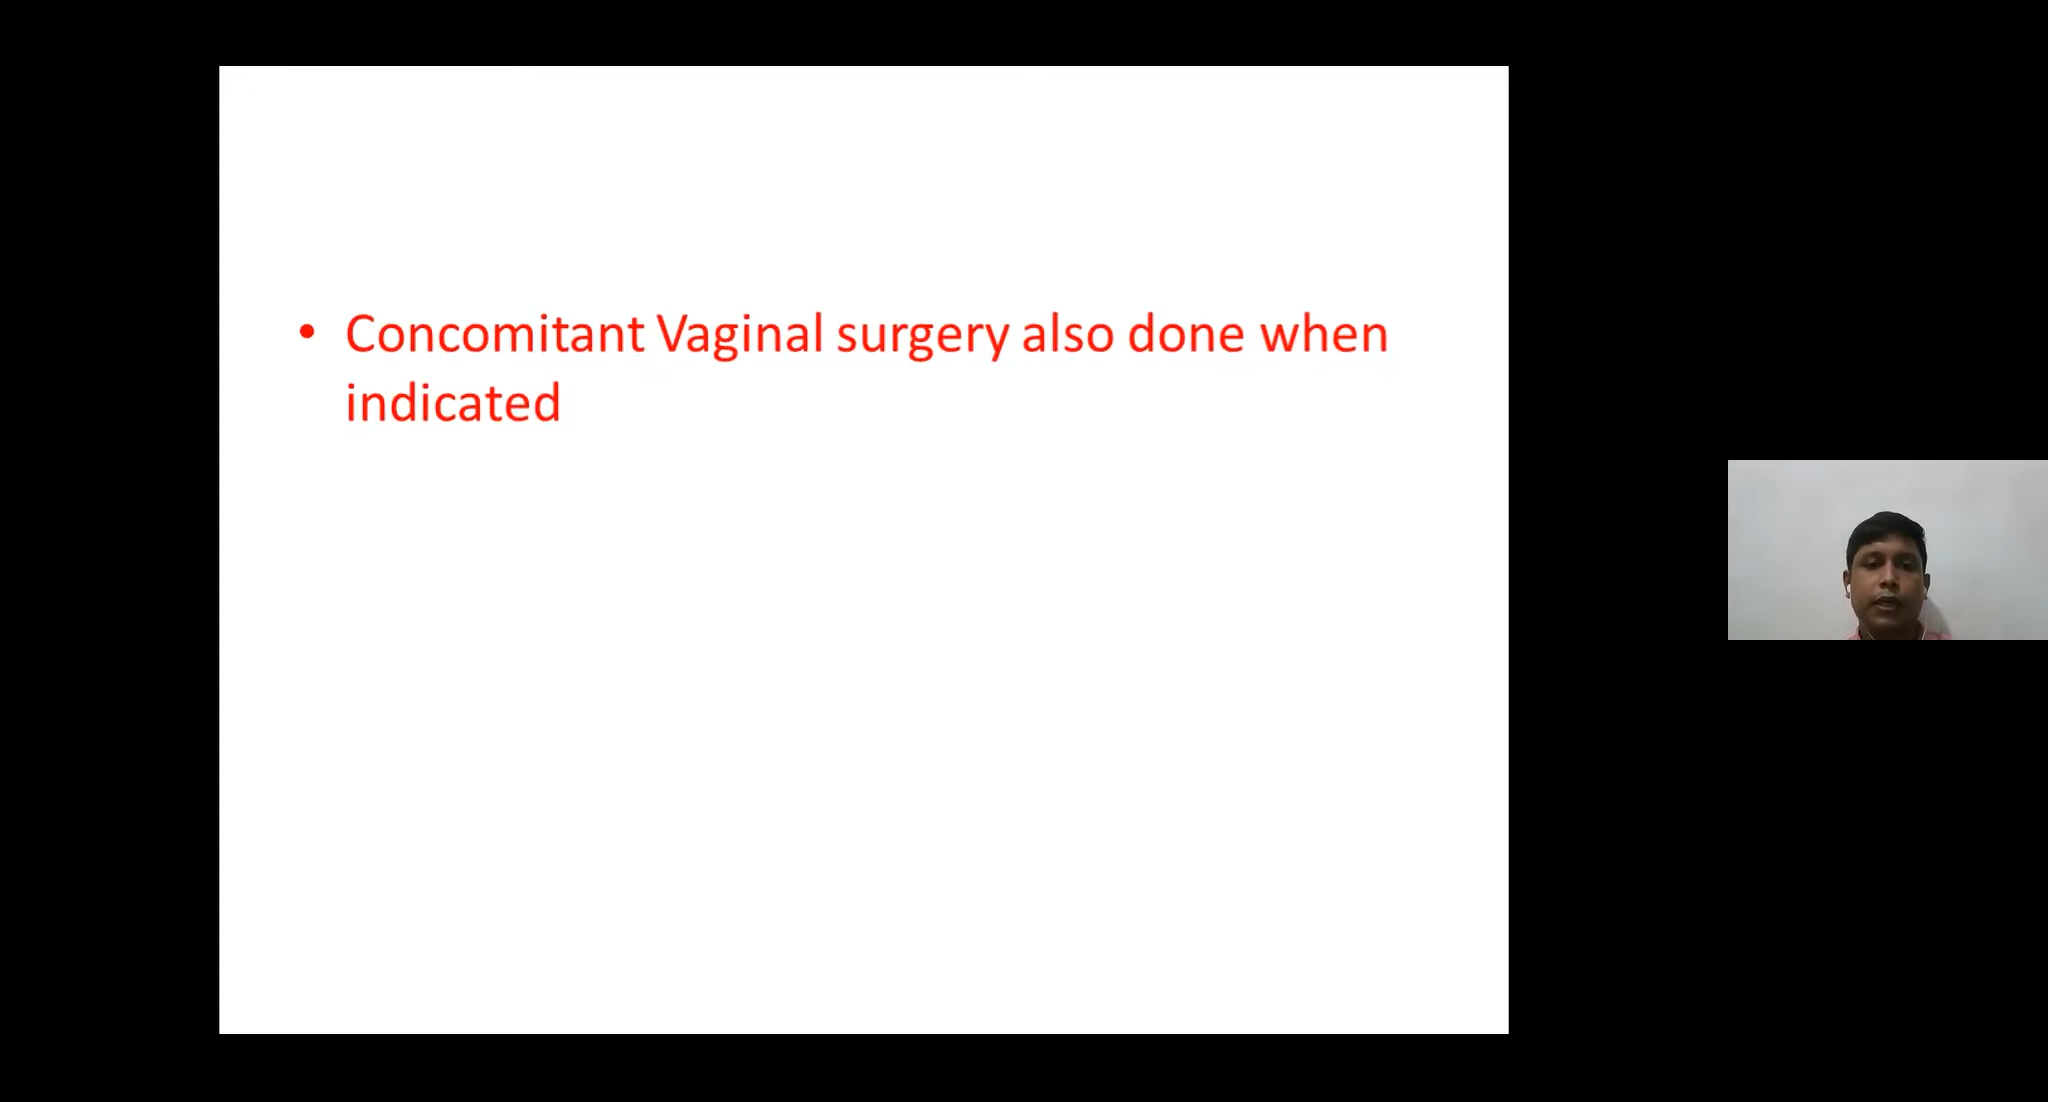 • Concomitant Vaginal surgery also done when
indicated